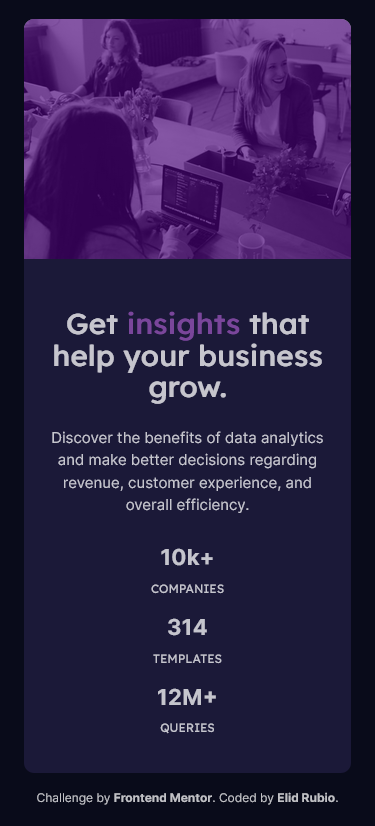 Get insights that
help your business
grow.
Discover the benefits of data analytics
and make better decisions regarding
revenue, customer experience, and
overall efficiency.
10k+
COMPANIES
314
TEMPLATES
12M+
QUERIES
Challenge by Frontend Mentor. Coded by Elid Rubio.